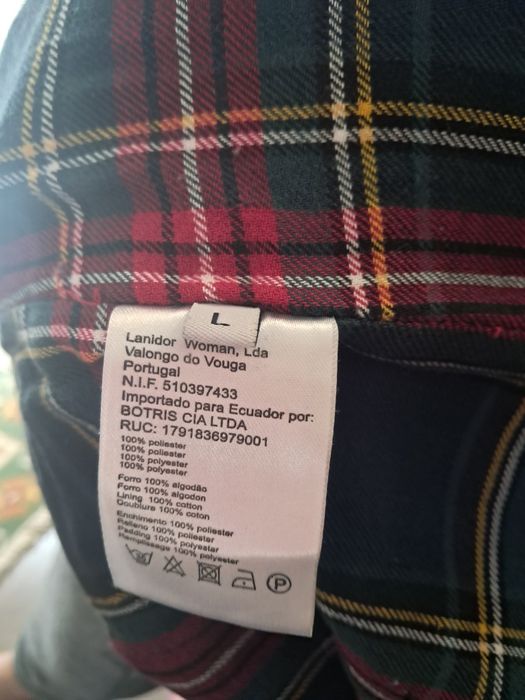 L
Lanidor Woman, Lda
Valongo do Vouga
Portugal
N.I.F. 510397433
Importado para Ecuador por:
BOTRIS CIA LTDA
RUC: 1791836979001
100% poliester
100% poliester
100% polyester
100% polyester
Forro 100% algodão
Forro 100% algodon
Lining 100% cotton
Doublure 100% coton
Enchimento 100% poliester
Relleno 100% poliester
Padding 100% polyester
Remplissage 100% polyester
P